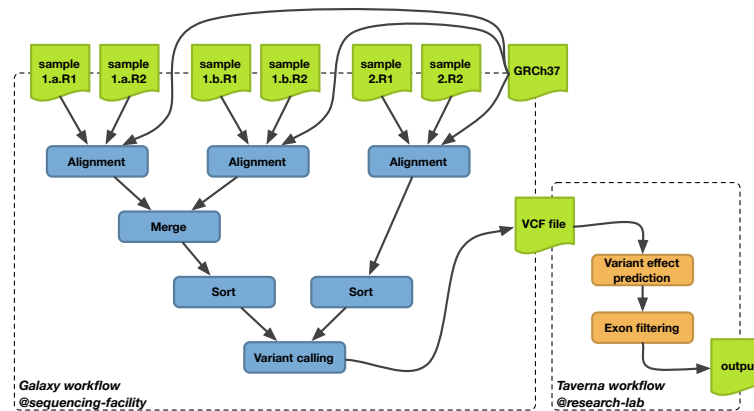 sample
1.a.R1
sample
1.a.R2
sample
1.b.R1
sample
1.b.R2
sample
2.R1
sample
2.R2
GRCh37
Alignment
Alignment
Alignment
Merge
VCF file
Sort
Sort
Variant effect
prediction
Exon filtering
Variant calling
output
Galaxy workflow
@sequencing-facility
Taverna workflow
@research-lab